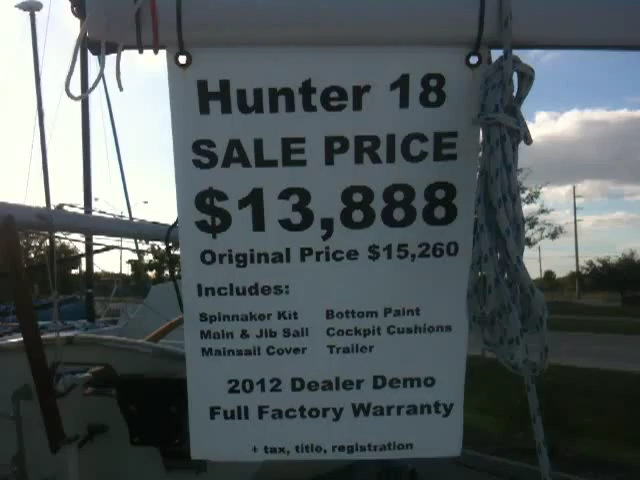 Hunter 18
SALE PRICE
$13,888
Original Price $15,260
Includes:
Spinnaker Kit Bottom Paint
Main & Jib Sail Cockpit Cushions
Mainsail Cover Trailer
2012 Dealer Demo
Full Factory Warranty
+ tax, title, registration